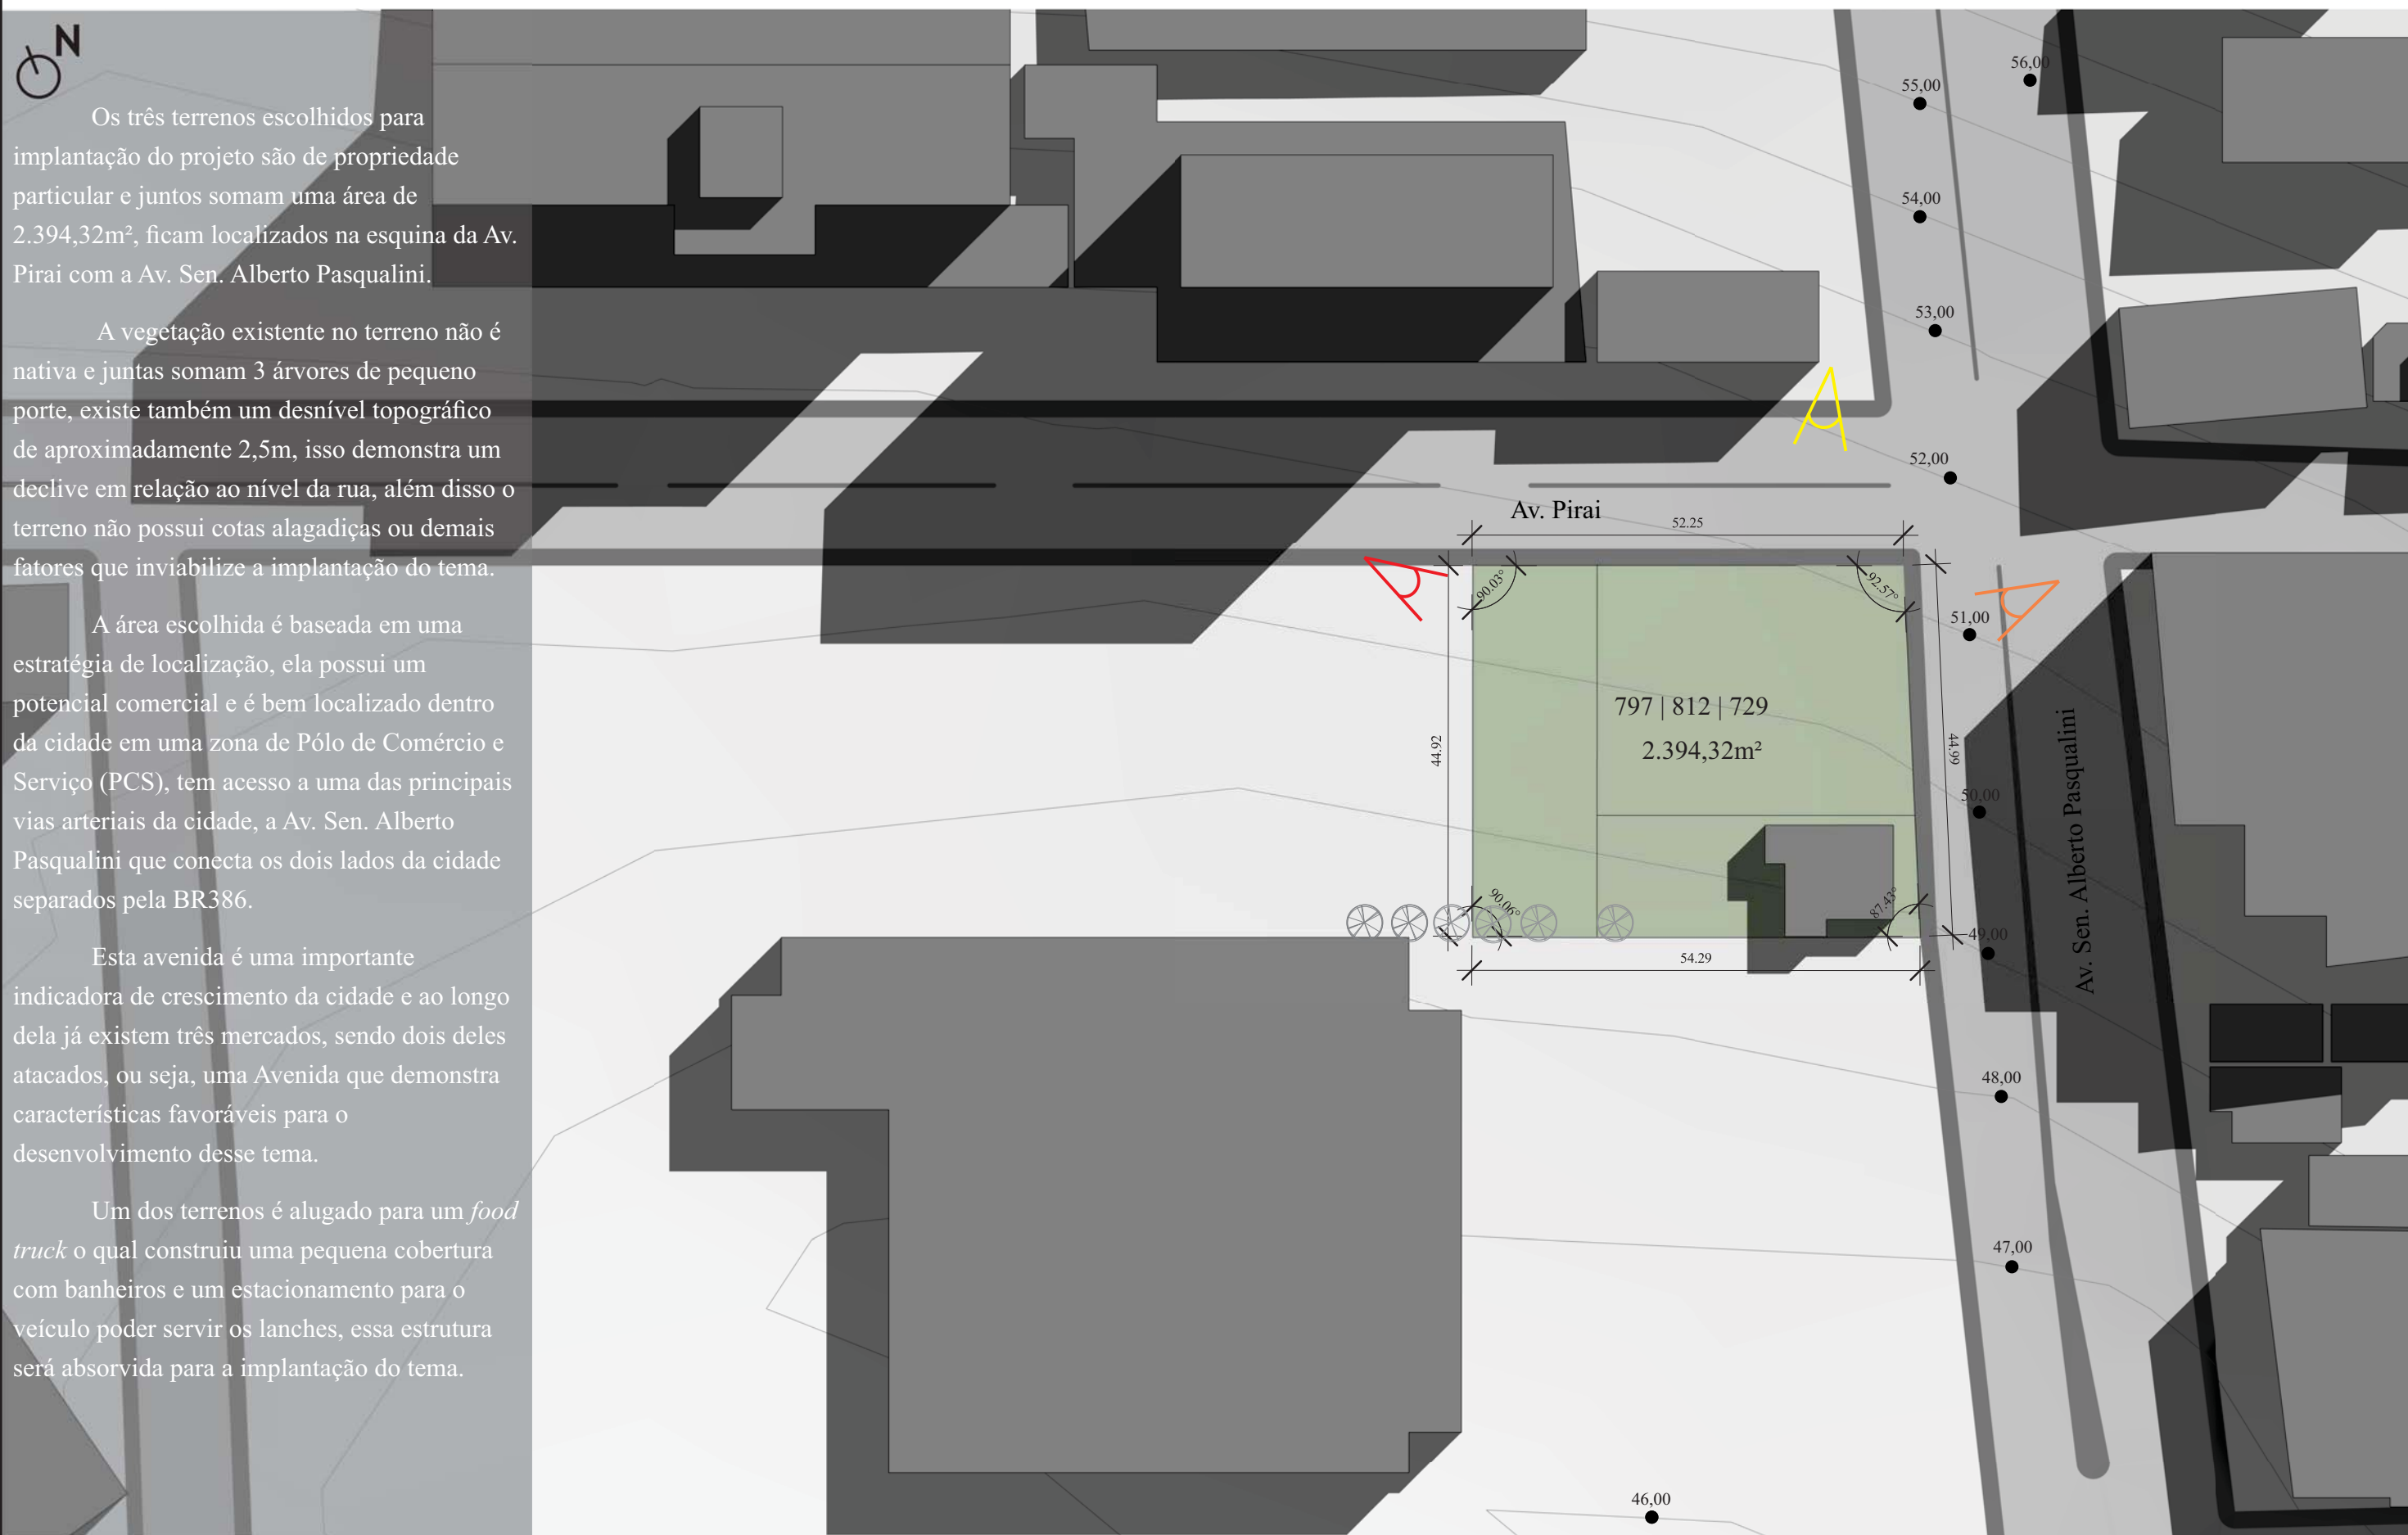 N
Os três terrenos escolhidos para
implantação do projeto são de propriedade
particular e juntos somam uma área de
2.394,32m², ficam localizados na esquina da Av.
Pirai com a Av. Sen. Alberto Pasqualini.
A vegetação existente no terreno não é
nativa e juntas somam 3 árvores de pequeno
porte, existe também um desnível topográfico
de aproximadamente 2,5m, isso demonstra um
declive em relação ao nível da rua, além disso o
terreno não possui cotas alagadiças ou demais
fatores que inviabilize a implantação do tema.
A área escolhida é baseada em uma
estratégia de localização, ela possui um
potencial comercial e é bem localizado dentro
da cidade em uma zona de Pólo de Comércio e
Serviço (PCS), tem acesso a uma das principais
vias arteriais da cidade, a Av. Sen. Alberto
Pasqualini que conecta os dois lados da cidade
separados pela BR386.
Esta avenida é uma importante
indicadora de crescimento da cidade e ao longo
dela já existem três mercados, sendo dois deles
atacados, ou seja, uma Avenida que demonstra
características favoráveis para o
desenvolvimento desse tema.
Um dos terrenos é alugado para um food
truck o qual construiu uma pequena cobertura
com banheiros e um estacionamento para o
veículo poder servir os lanches, essa estrutura
será absorvida para a implantação do tema.
56,00
55,00
54,00
53,00
52,00
Av. Pirai
52.25
90.03°
92.57°
51,00
797 | 812 | 729
2.394,32m²
44.92
44.99
50,00
Av. Sen. Alberto Pasqualini
90.06°
87.43°
49,00
54.29
48,00
47,00
46,00